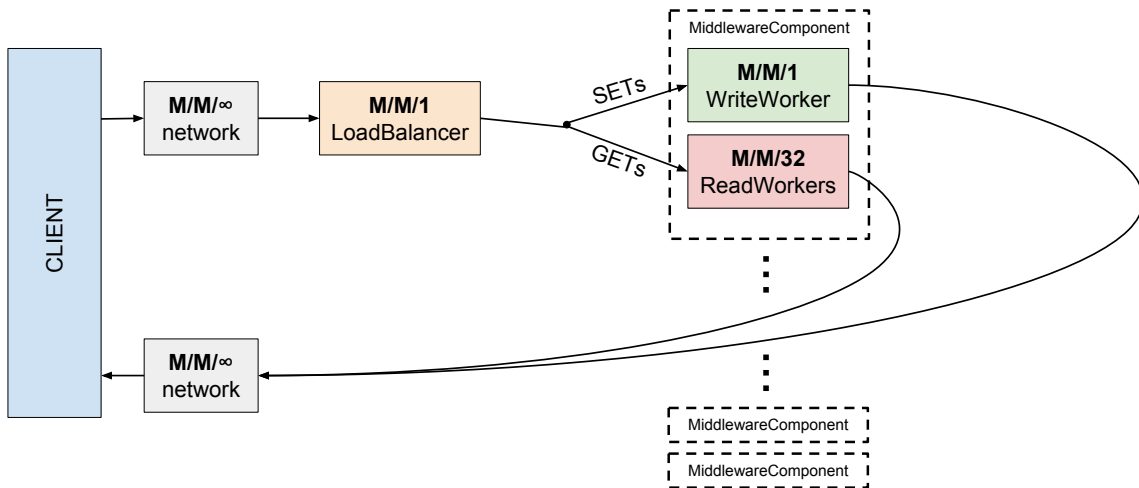 MiddlewareComponent
CLIENT
M/M/∞
network
M/M/1
LoadBalancer
SETs
GETs
M/M/1
WriteWorker
M/M/32
ReadWorkers
M/M/∞
network
MiddlewareComponent
MiddlewareComponent